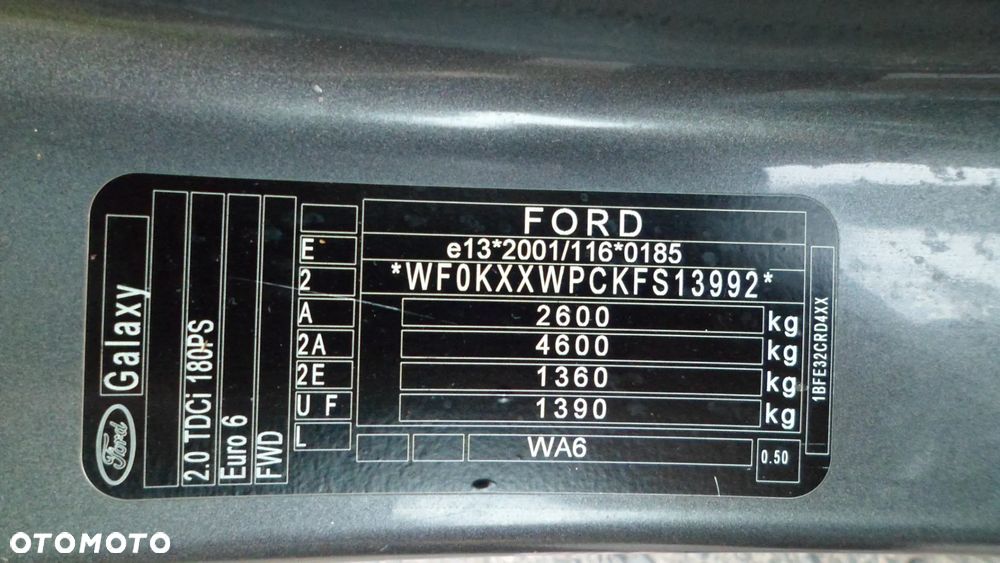 Ford
Galaxy
2.0 TDCi 180PS
Euro 6
FWD
FORD
E e13*2001/116*0185
2 *WF0KXXWPCKFS13992*
A 2600 kg
2A 4600 kg
2E 1360 kg
U F 1390 kg
L WA6 0.50
1BFE32CRD4XX
OTOMOTO